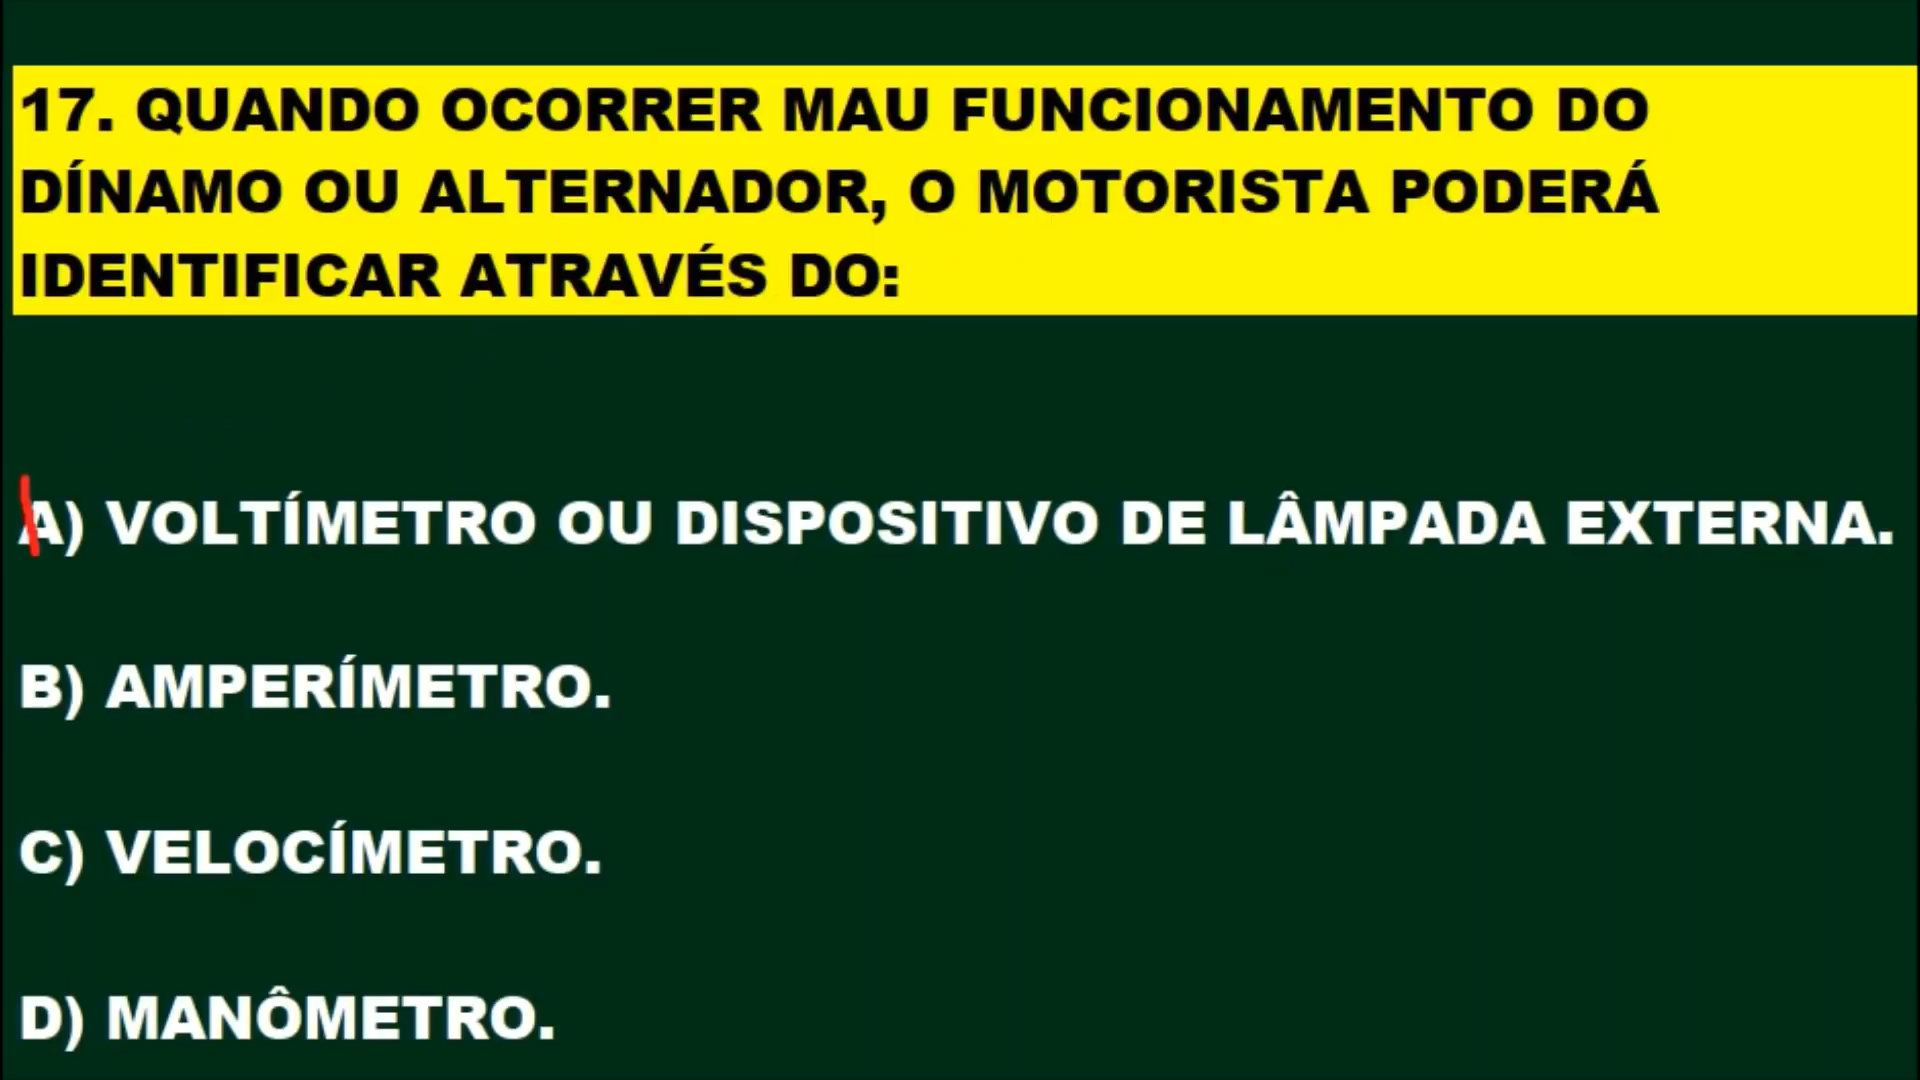 17. QUANDO OCORRER MAU FUNCIONAMENTO DO
DÍNAMO OU ALTERNADOR, O MOTORISTA PODERÁ
IDENTIFICAR ATRAVÉS DO:
A) VOLTÍMETRO OU DISPOSITIVO DE LÂMPADA EXTERNA.
B) AMPERÍMETRO.
C) VELOCÍMETRO.
D) MANÔMETRO.